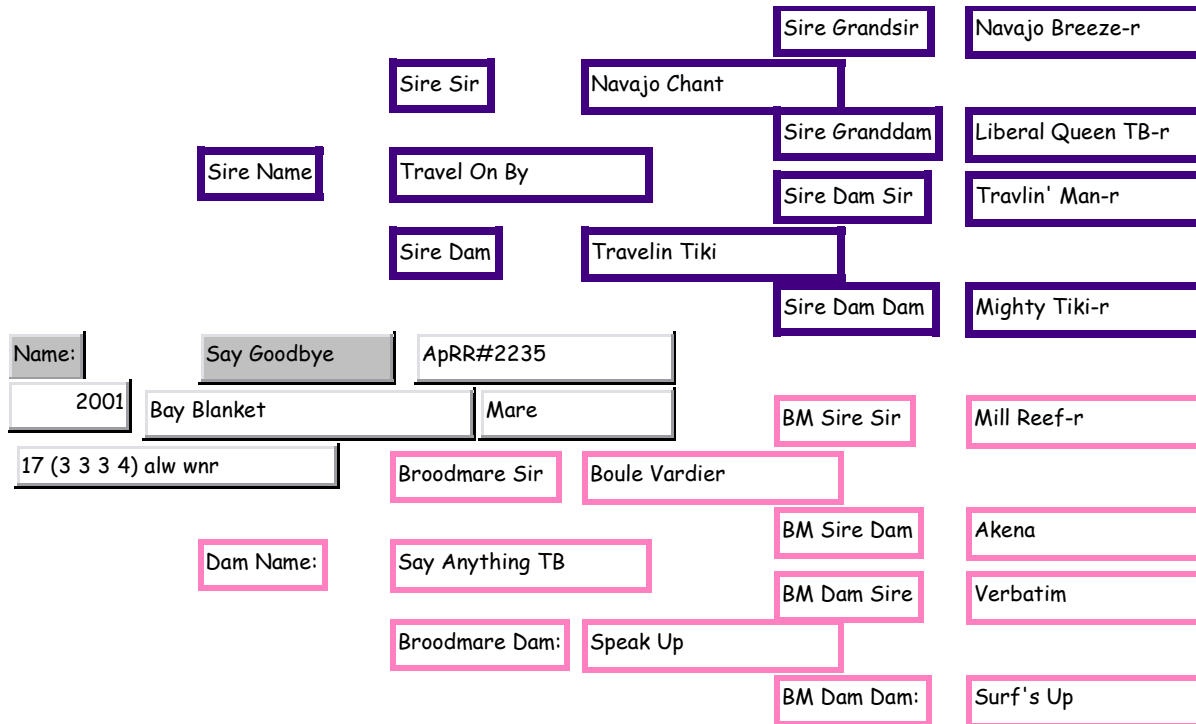 Sire Grandsir Navajo Breeze-r
Sire Sir Navajo Chant
Sire Granddam Liberal Queen TB-r
Sire Name Travel On By
Sire Dam Sir Travlin' Man-r
Sire Dam Travelin Tiki
Sire Dam Dam Mighty Tiki-r
Name: Say Goodbye ApRR#2235
2001 Bay Blanket Mare
BM Sire Sir Mill Reef-r
17 (3 3 3 4) alw wnr
Broodmare Sir Boule Vardier
BM Sire Dam Akena
Dam Name: Say Anything TB
BM Dam Sire Verbatim
Broodmare Dam: Speak Up
BM Dam Dam: Surf's Up